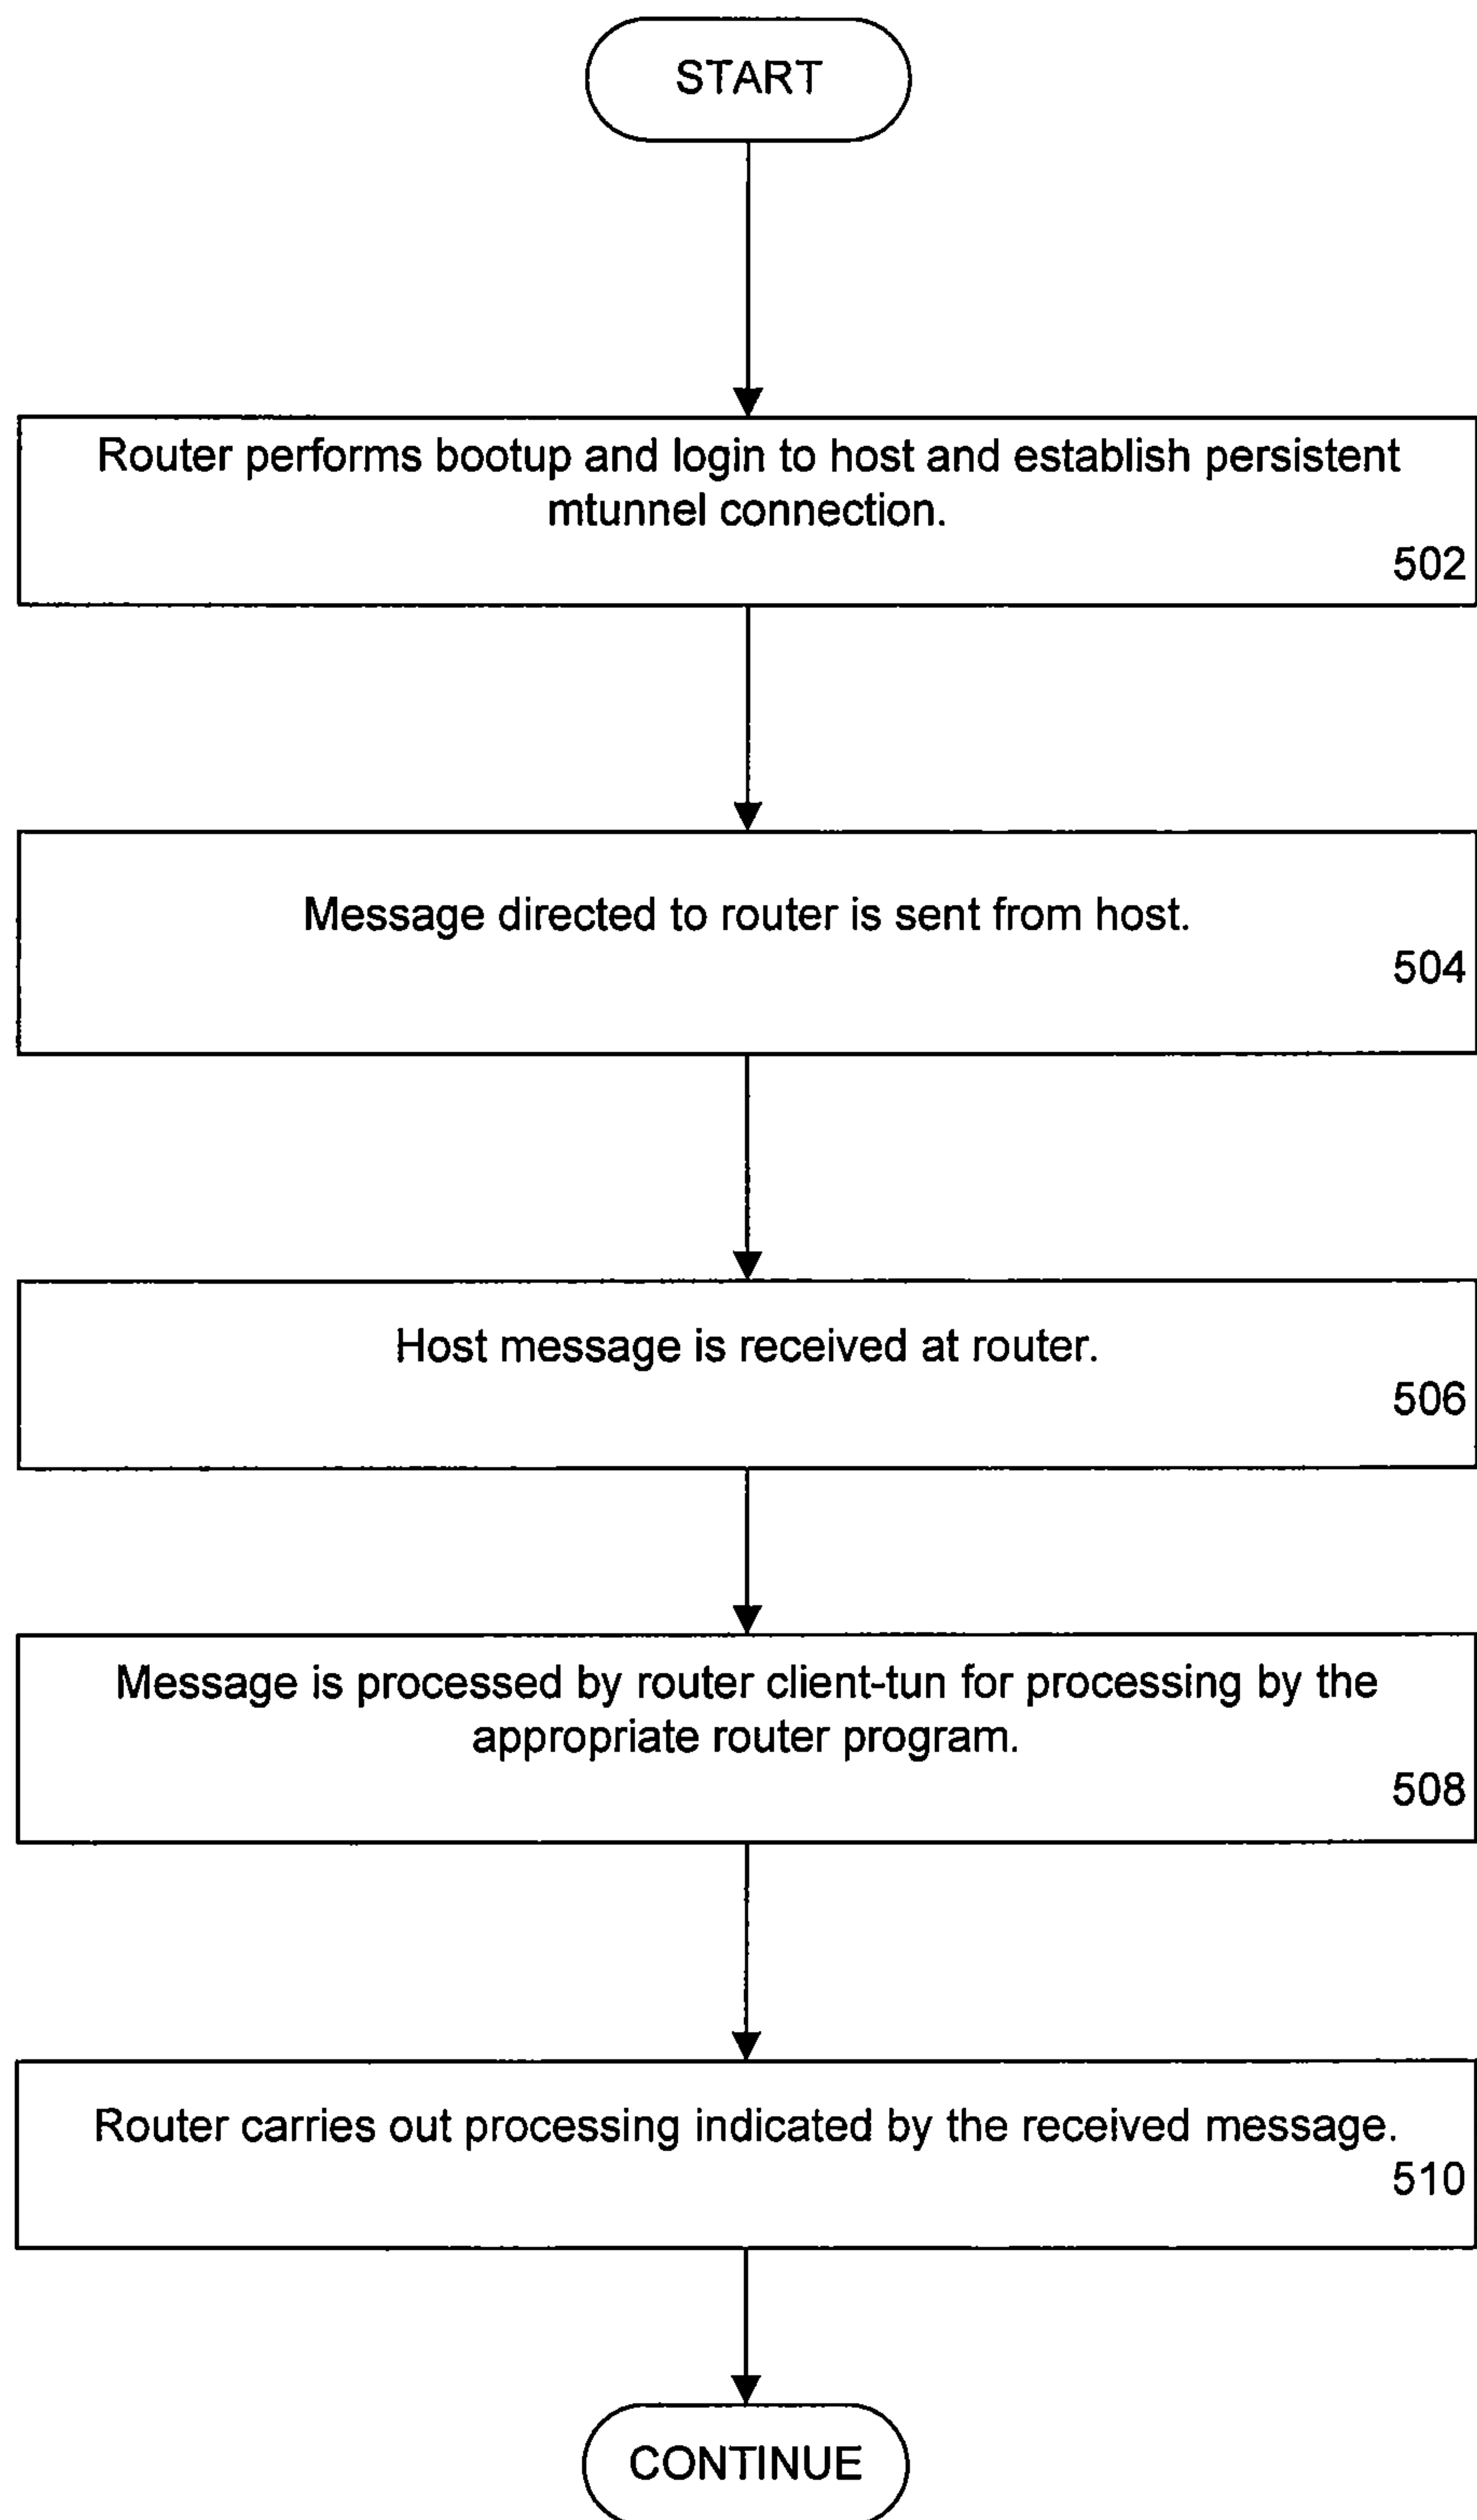 START
Router performs bootup and login to host and establish persistent
mtunnel connection.
502
Message directed to router is sent from host.
504
Host message is received at router.
506
Message is processed by router client-tun for processing by the
appropriate router program.
508
Router carries out processing indicated by the received message.
510
CONTINUE